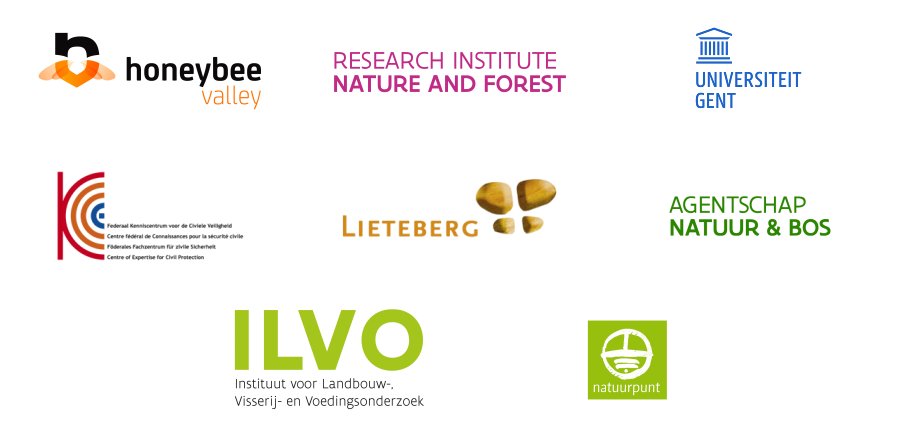 honeybee
valley
RESEARCH INSTITUTE
NATURE AND FOREST
UNIVERSITEIT
GENT
Federaal Kenniscentrum voor de Civiele Veiligheid
Centre fédéral de Connaissances pour la sécurité civile
Föderales Fachzentrum für zivile Sicherheit
Centre of Expertise for Civil Protection
LIETEBERG
AGENTSCHAP
NATUUR & BOS
ILVO
Instituut voor Landbouw-,
Visserij- en Voedingsonderzoek
natuurpunt